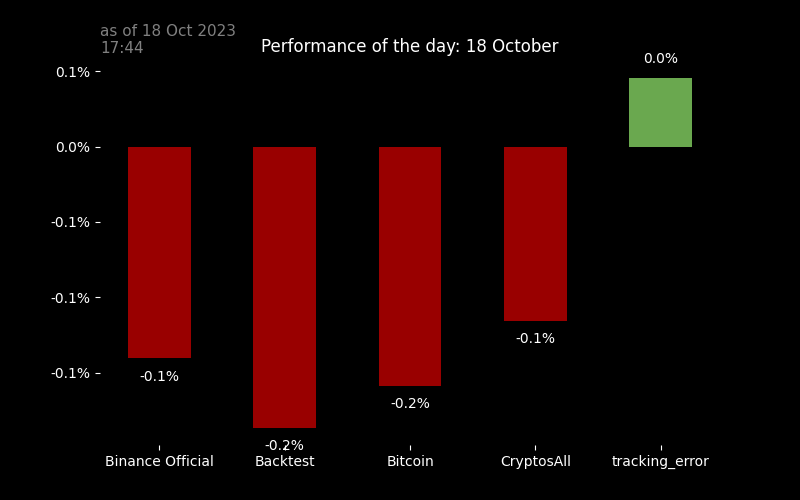 as of 18 Oct 2023
17:44
Performance of the day: 18 October
0.1%
0.0%
-0.1%
-0.1%
-0.1%
0.0%
-0.1%
-0.2%
-0.2%
-0.1%
Binance Official
Backtest
Bitcoin
CryptosAll
tracking_error